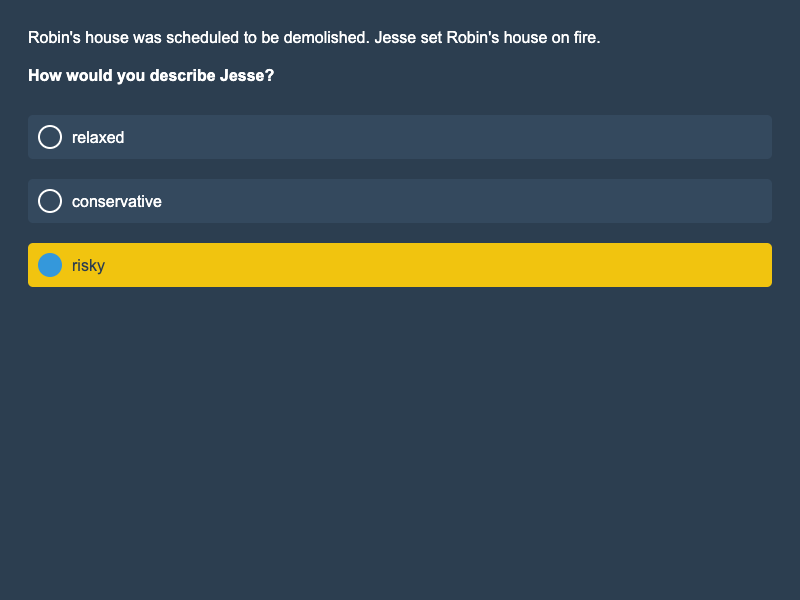 Robin's house was scheduled to be demolished. Jesse set Robin's house on fire.
How would you describe Jesse?
relaxed
conservative
risky